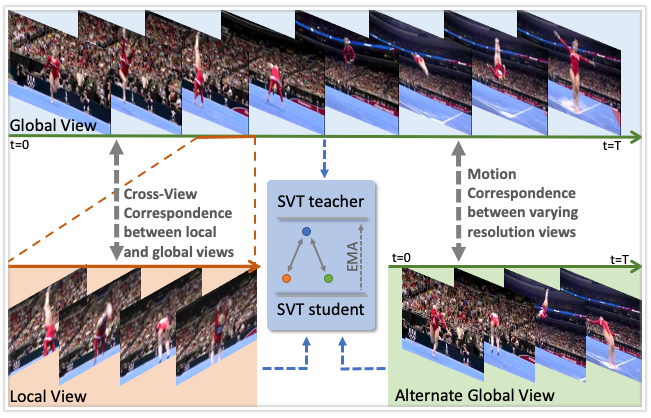 Global View
t=0
t=T
Cross-View
Correspondence
between local
and global views
SVT teacher
EMA
SVT student
Motion
Correspondence
between varying
resolution views
t=0
t=T
Local View
Alternate Global View